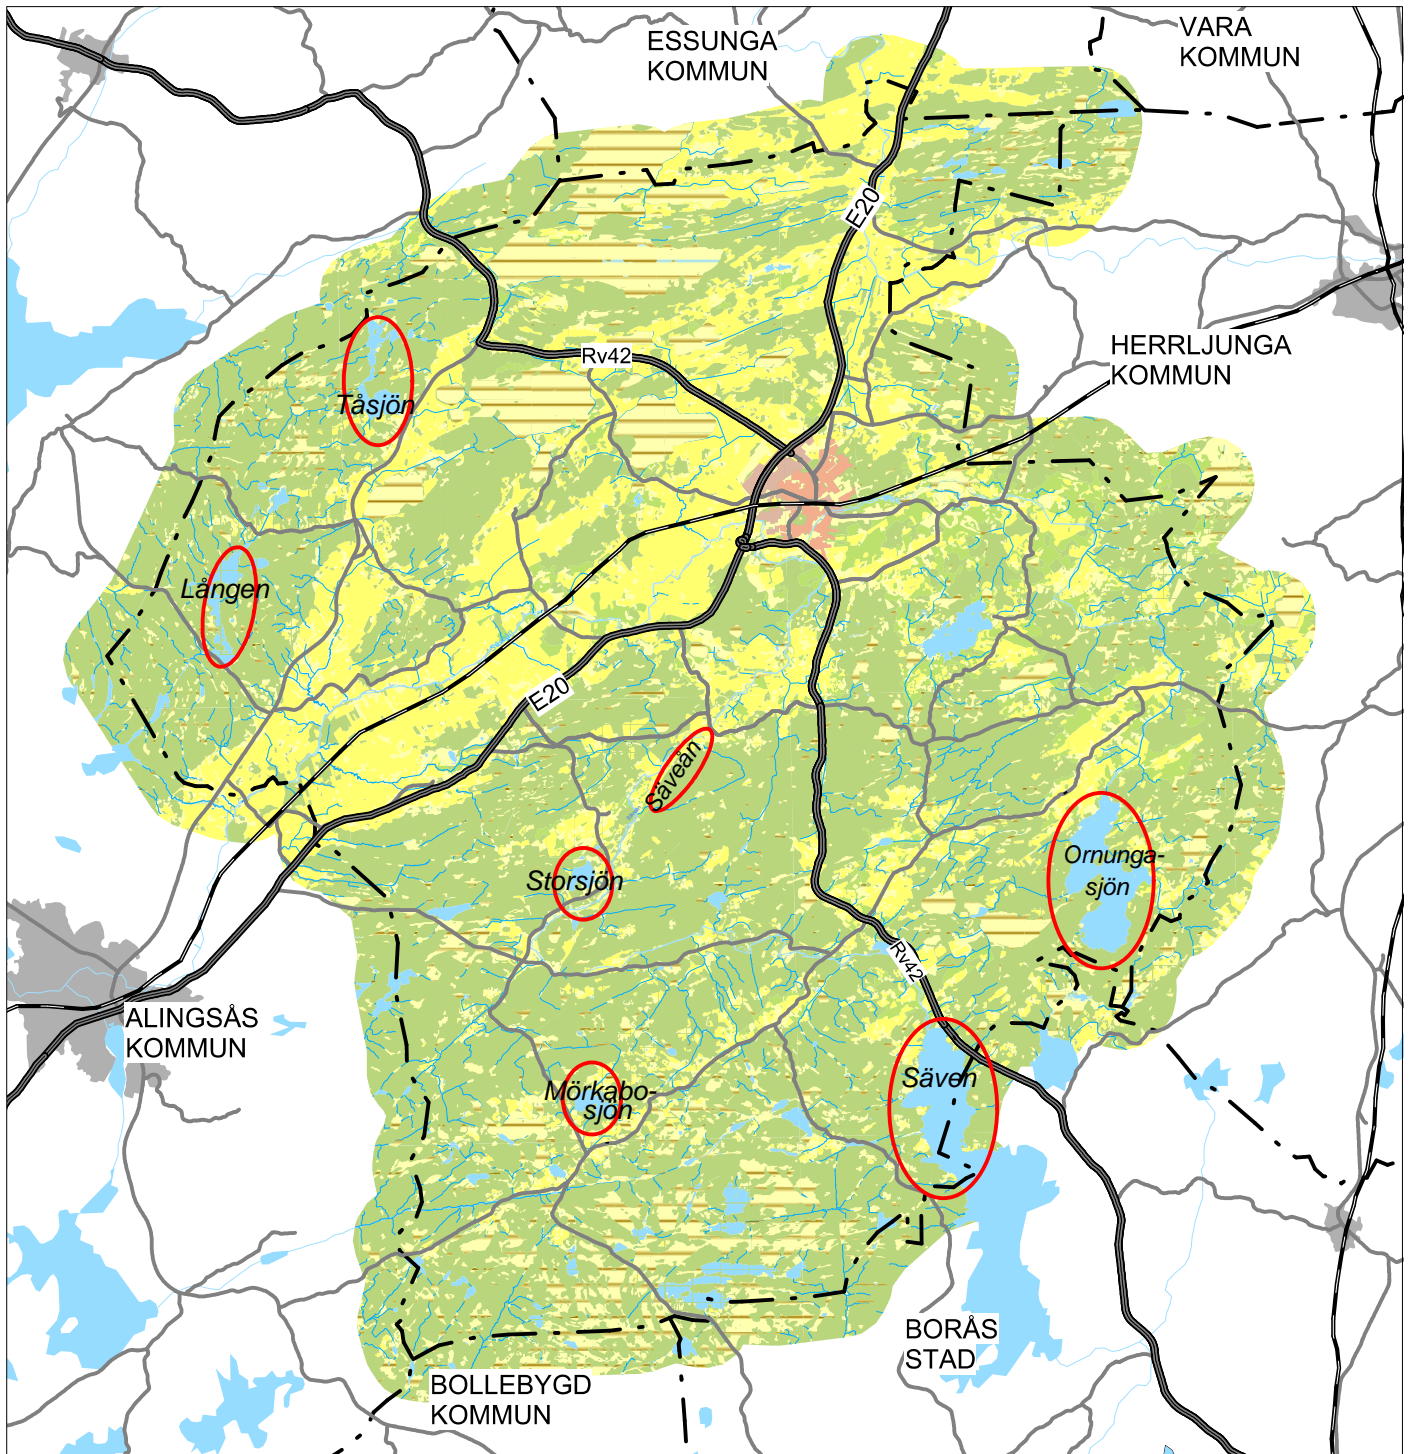 ESSUNGA
KOMMUN
VARA
KOMMUN
E20
HERRLJUNGA
KOMMUN
Rv42
Tåsjön
Lången
E20
Säveån
Ornunga-
sjön
Storsjön
Rv42
ALINGSÅS
KOMMUN
Säven
Mörkabo-
sjön
BORÅS
STAD
BOLLEBYGD
KOMMUN